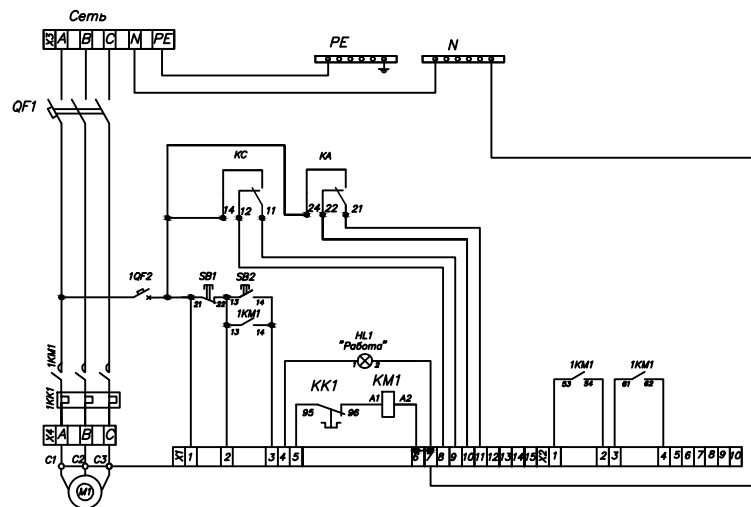 Сеть
X3 A B C N PE
PE
N
QF1
KC
KA
14 12 11
24 22 21
1QF2
SB1
SB2
21 22 13 14
1KM1
13 14
HL1
"Работа"
1 2
1KM1
1KK1
KK1
KM1
95 96 A1 A2
1KM1
1KM1
53 54 61 62
X4 A B C
X1 1 2 3 4 5 6 7 8 9 10 11 12 13 14 15 X2 1 2 3 4 5 6 7 8 9 10
C1 C2 C3
M1